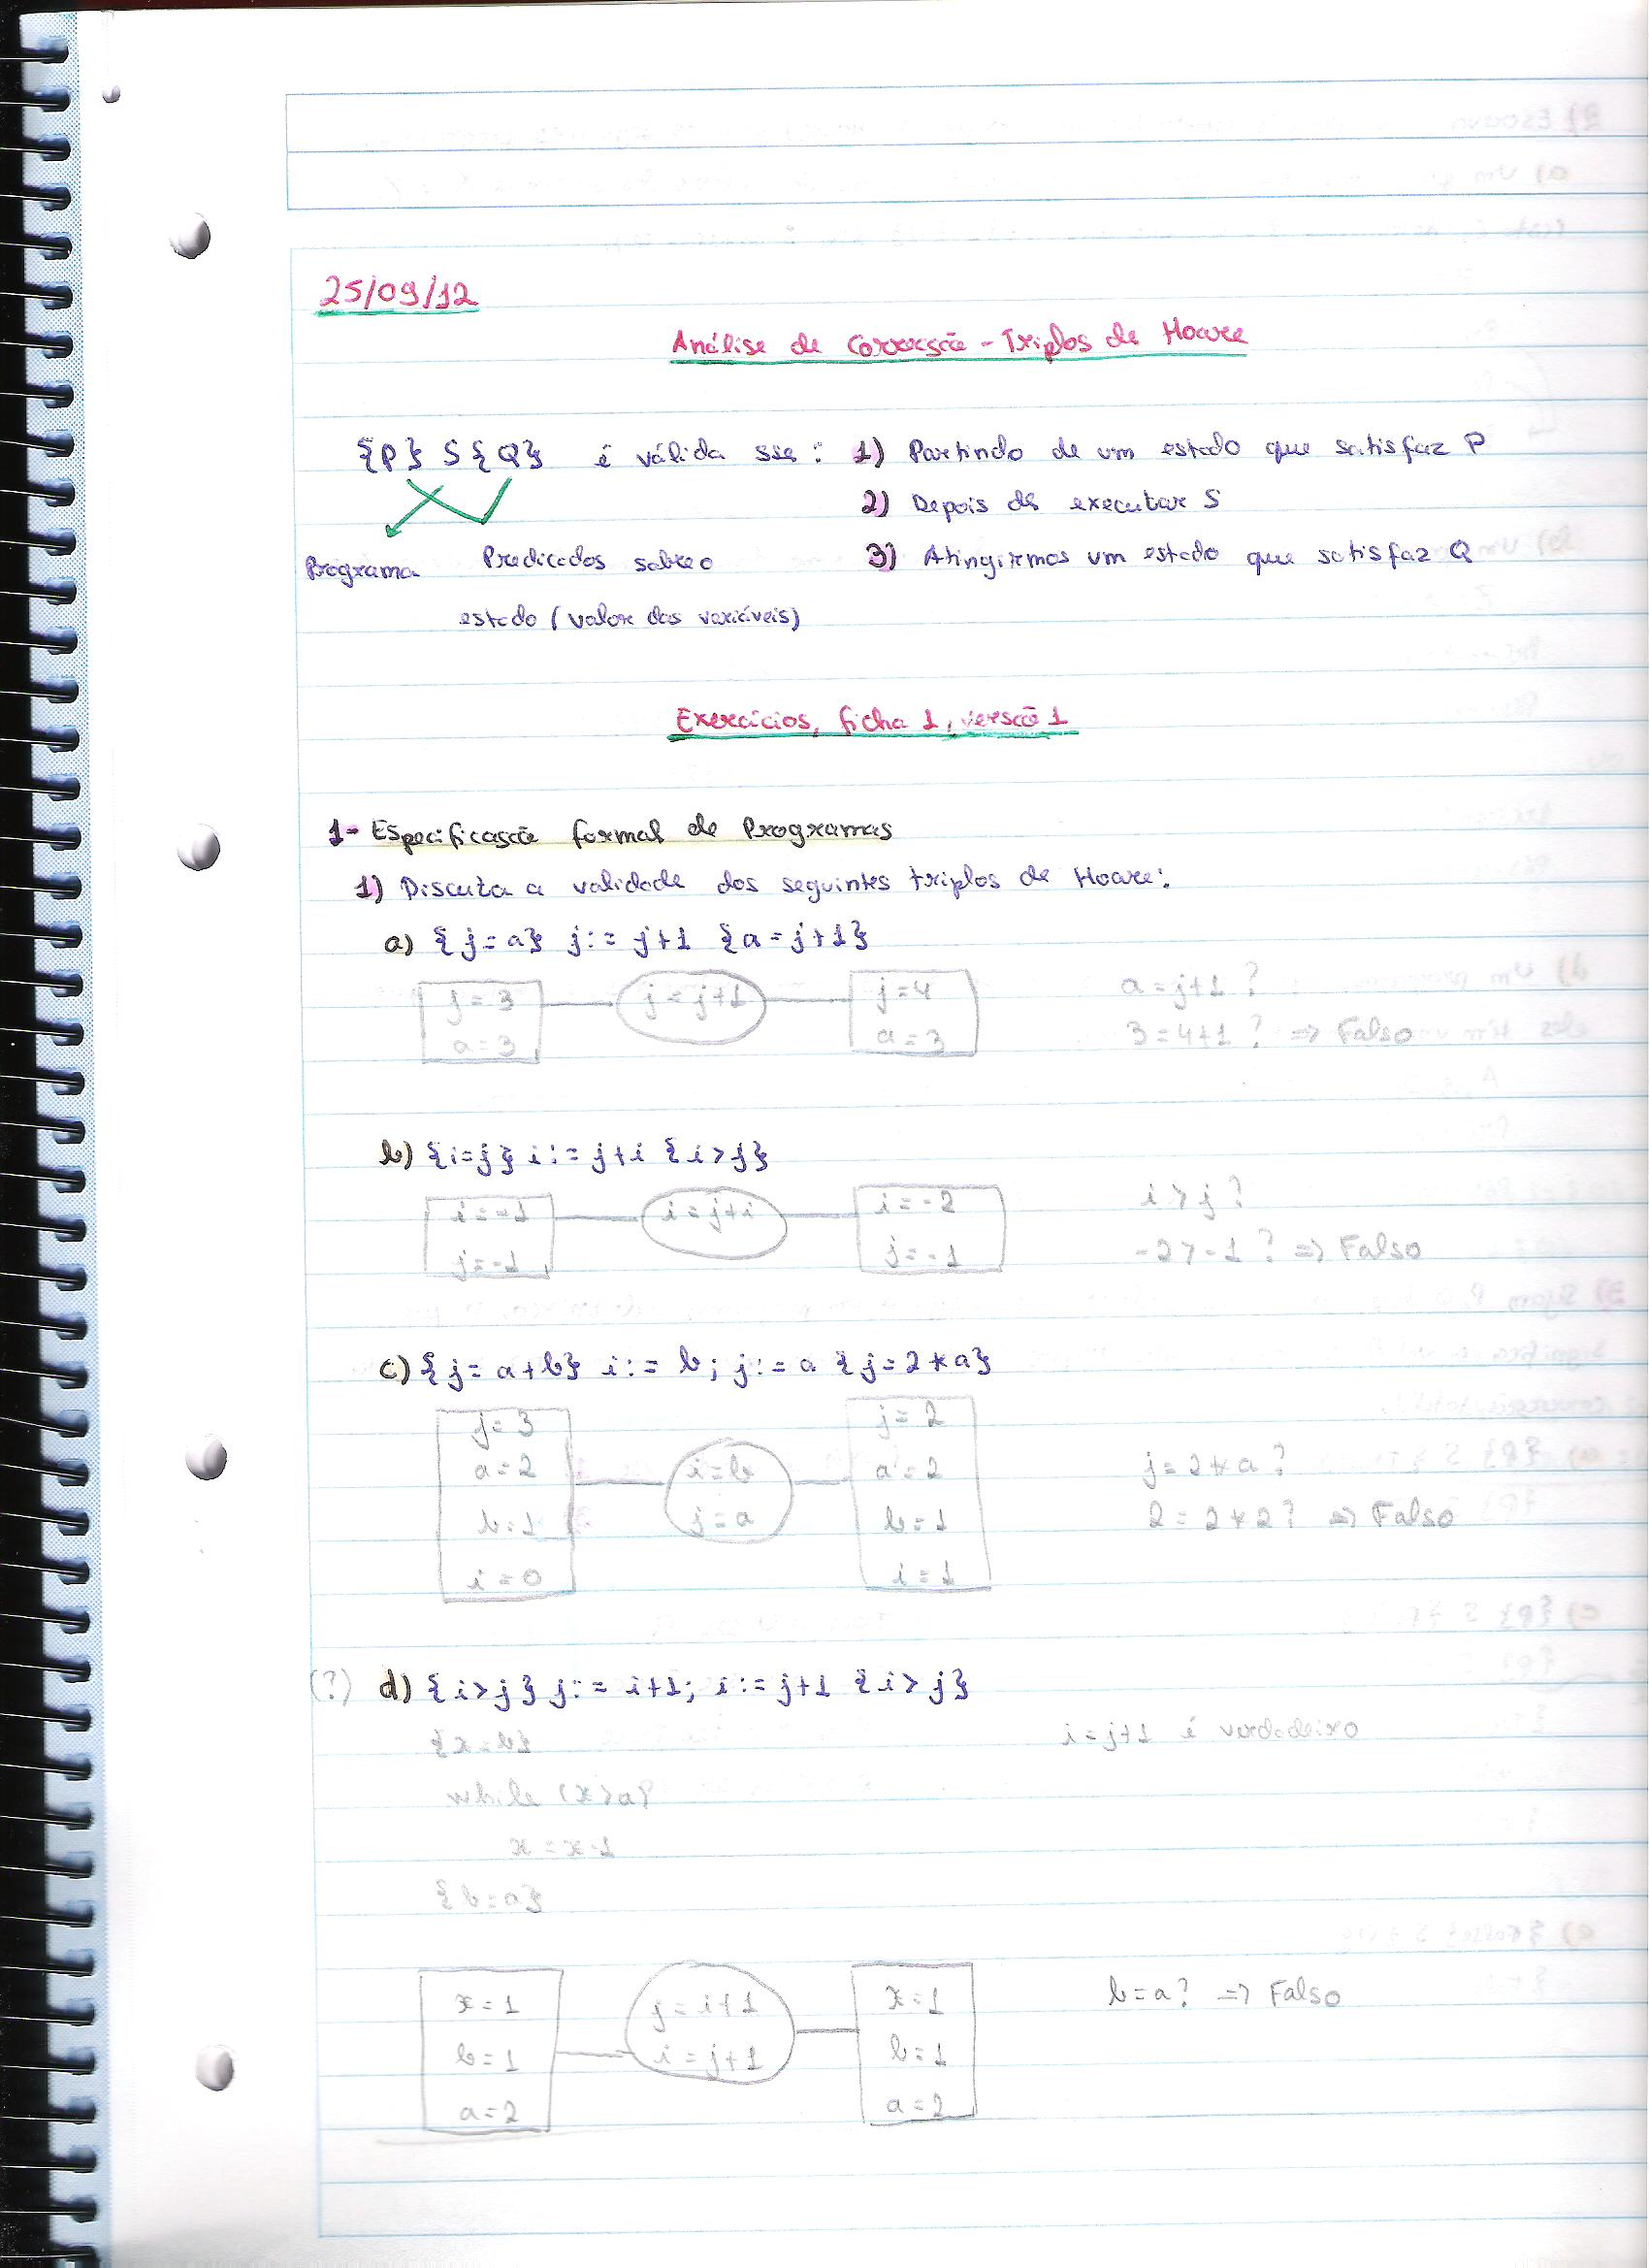 25/09/12
Análise de Correcção - Triplos de Hoare
{P} S {Q} é válida sse: 1) Partindo de um estado que satisfaz P
2) Depois de executar S
Programa Predicados sobre o 3) Atingirmos um estado que satisfaz Q
estado (valor das variáveis)
Exercícios, ficha 1, versão 1
1- Especificação formal de Programas
1) Discuta a validade dos seguintes triplos de Hoare:
a) {j = a} j := j+1 {a = j+1}
j = 3 j = j+1 j = 4 a = j+1 ?
a = 3 a = 3 3 = 4+1 ? => Falso
b) {i=j} i := j+i {i > j}
i = -1 i = j+i i = -2 i > j ?
j = -1 j = -1 -2 > -1 ? => Falso
c) {j = a+b} i := b; j := a {j = 2*a}
j = 3 j = 2
a = 2 i = b a = 2 j = 2*a ?
b = 1 j = a b = 1 2 = 2*2 ? => Falso
i = 0 i = 1
(?) d) {i > j} j := i+1; i := j+1 {i > j}
{x = b} i = j+1 é verdadeiro
while (x>a)
x = x-1
{b = a}
x = 1 j = i+1 x = 1 b = a ? => Falso
b = 1 i = j+1 b = 1
a = 2 a = 2